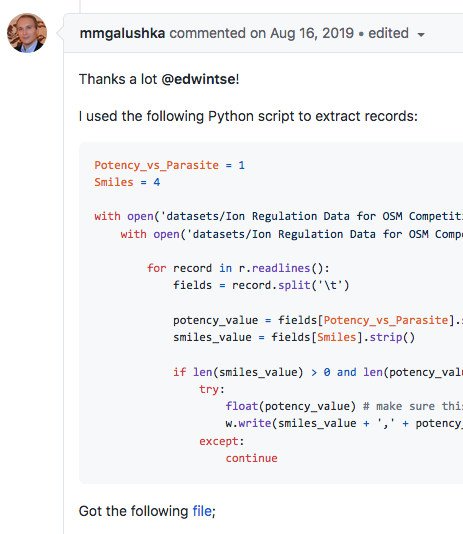 mmgalushka commented on Aug 16, 2019 • edited
Thanks a lot @edwintse!
I used the following Python script to extract records:
Potency_vs_Parasite = 1
Smiles = 4
with open('datasets/Ion Regulation Data for OSM Competiti
with open('datasets/Ion Regulation Data for OSM Compe
for record in r.readlines():
fields = record.split('\t')
potency_value = fields[Potency_vs_Parasite].s
smiles_value = fields[Smiles].strip()
if len(smiles_value) > 0 and len(potency_valu
try:
float(potency_value) # make sure this
w.write(smiles_value + ',' + potency_
except:
continue
Got the following file;